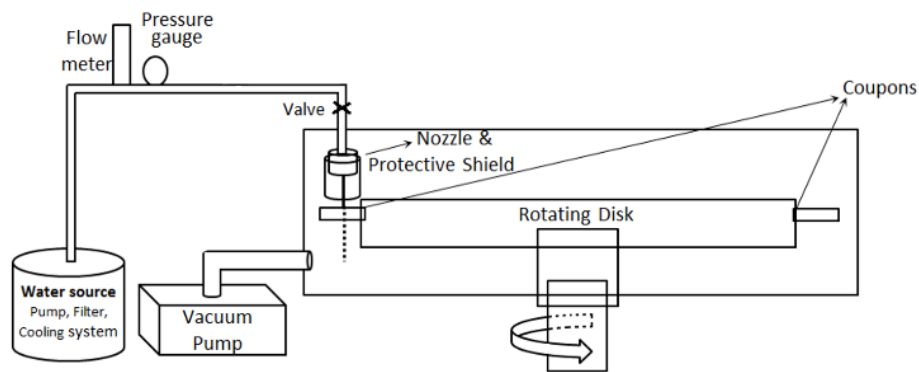 Pressure
gauge
Flow
meter
Valve
Nozzle &
Protective Shield
Coupons
Rotating Disk
Water source
Pump, Filter,
Cooling system
Vacuum
Pump